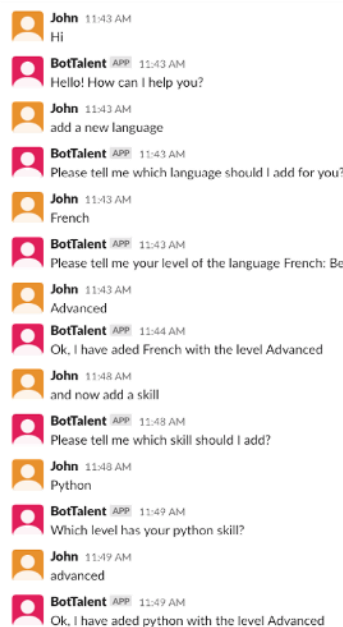 John 11:43 AM
Hi
BotTalent APP 11:43 AM
Hello! How can I help you?
John 11:43 AM
add a new language
BotTalent APP 11:43 AM
Please tell me which language should I add for you?
John 11:43 AM
French
BotTalent APP 11:43 AM
Please tell me your level of the language French: Be
John 11:43 AM
Advanced
BotTalent APP 11:44 AM
Ok, I have aded French with the level Advanced
John 11:48 AM
and now add a skill
BotTalent APP 11:48 AM
Please tell me which skill should I add?
John 11:48 AM
Python
BotTalent APP 11:49 AM
Which level has your python skill?
John 11:49 AM
advanced
BotTalent APP 11:49 AM
Ok, I have aded python with the level Advanced